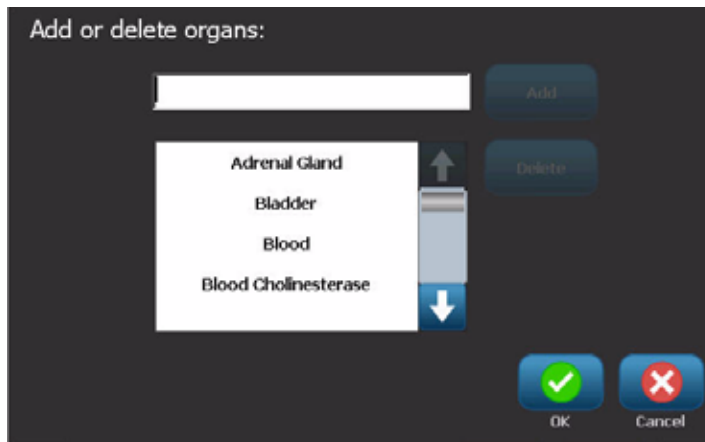 Add or delete organs:
Add
Adrenal Gland
Delete
Bladder
Blood
Blood Cholinesterase
OK
Cancel